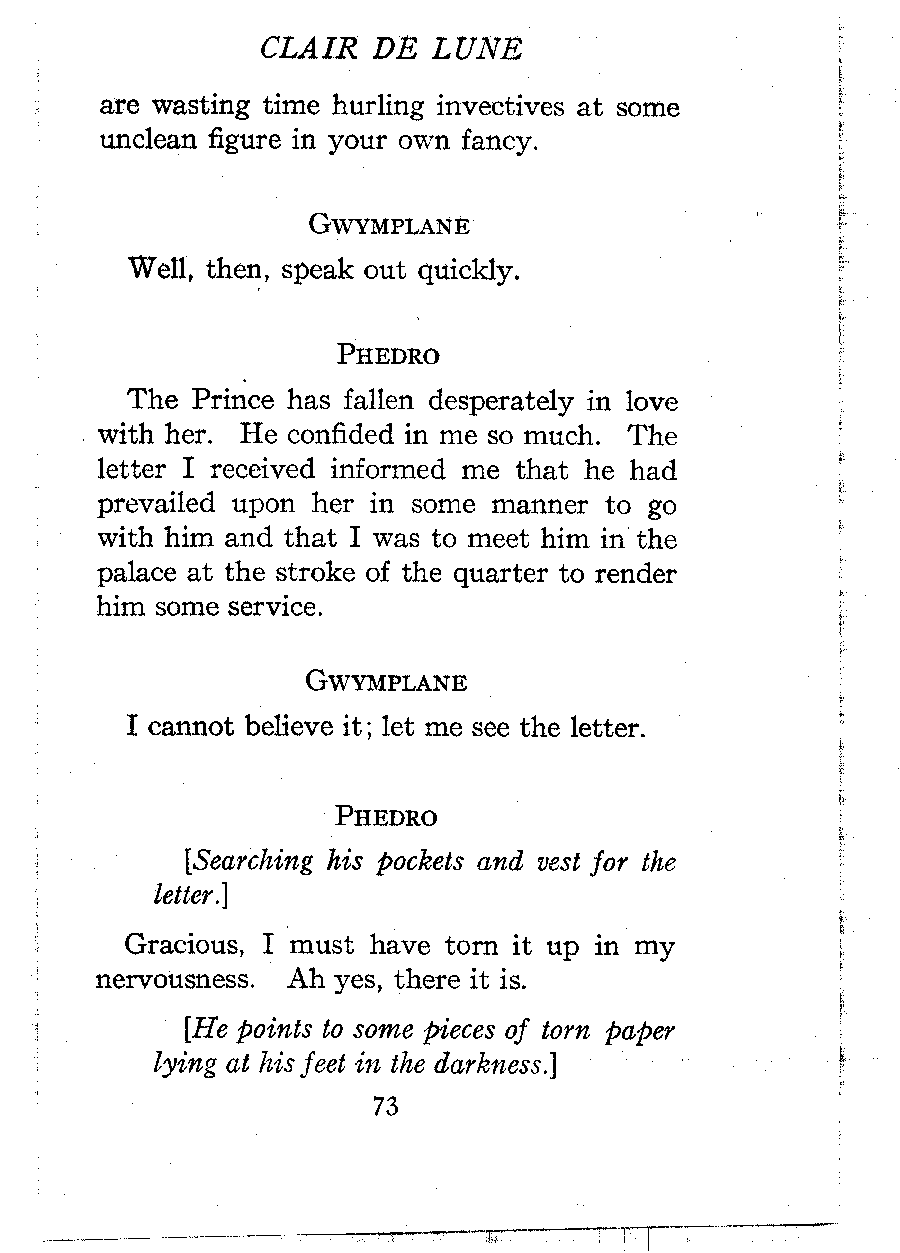 CLAIR DE LUNE
are wasting time hurling invectives at some
unclean figure in your own fancy.
GWYMPLANE
Well, then, speak out quickly.
PHEDRO
The Prince has fallen desperately in love
with her. He confided in me so much. The
letter I received informed me that he had
prevailed upon her in some manner to go
with him and that I was to meet him in the
palace at the stroke of the quarter to render
him some service.
GWYMPLANE
I cannot believe it; let me see the letter.
PHEDRO
[Searching his pockets and vest for the
letter.]
Gracious, I must have torn it up in my
nervousness. Ah yes, there it is.
[He points to some pieces of torn paper
lying at his feet in the darkness.]
73